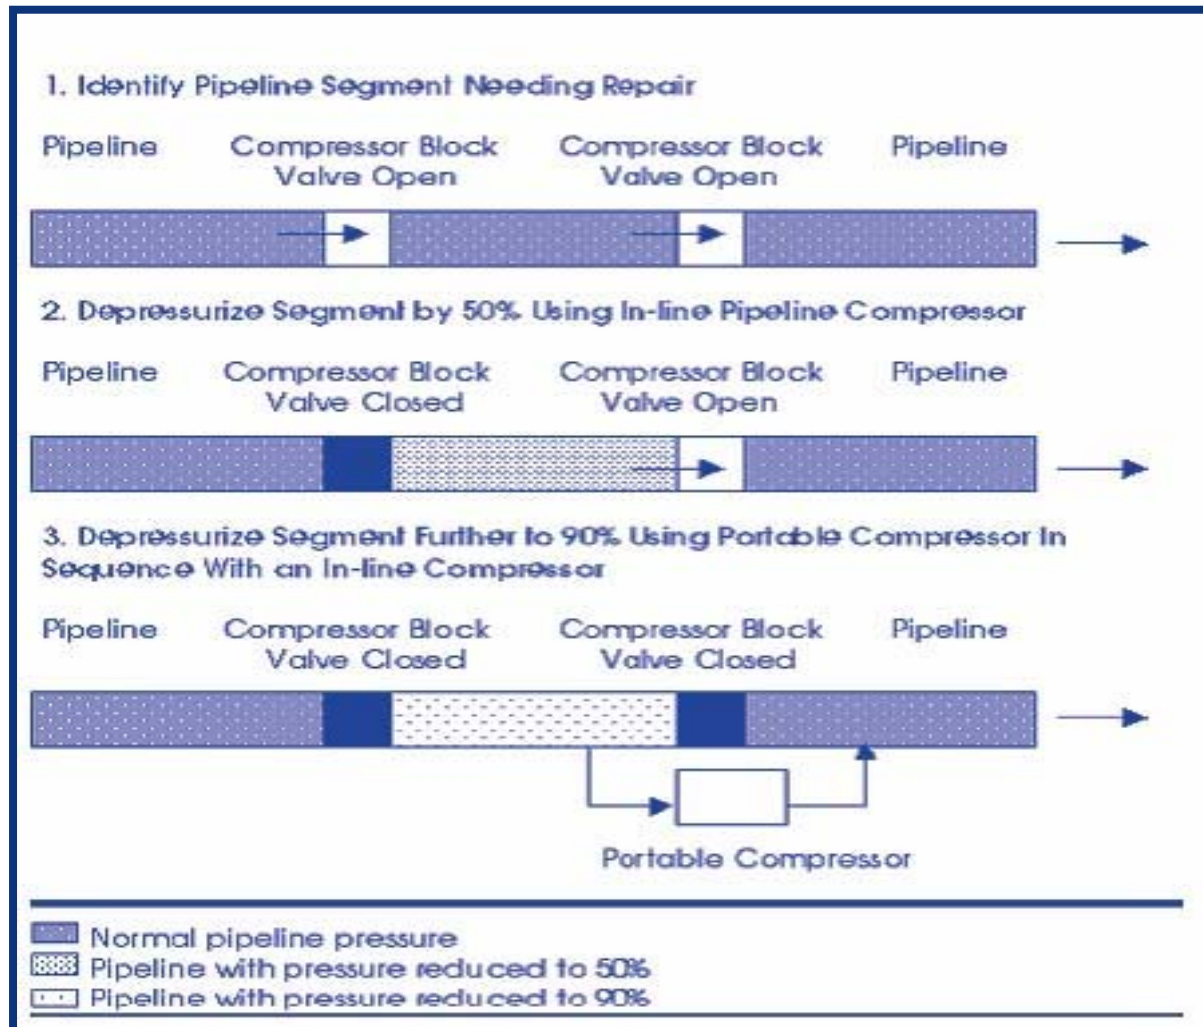 1. Identify Pipeline Segment Needing Repair
Pipeline
Compressor Block
Valve Open
Compressor Block
Valve Open
Pipeline
2. Depressurize Segment by 50% Using In-line Pipeline Compressor
Pipeline
Compressor Block
Valve Closed
Compressor Block
Valve Open
Pipeline
3. Depressurize Segment Further to 90% Using Portable Compressor In
Sequence With an In-line Compressor
Pipeline
Compressor Block
Valve Closed
Compressor Block
Valve Closed
Pipeline
Portable Compressor
Normal pipeline pressure
Pipeline with pressure reduced to 50%
Pipeline with pressure reduced to 90%